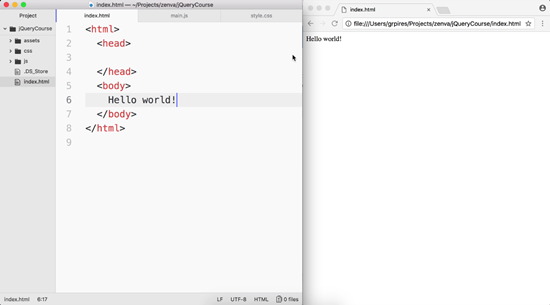 index.html — ~/Projects/zenva/jQueryCourse
Project
index.html
main.js
style.css
jQueryCourse
assets
css
js
.DS_Store
index.html
1 <html>
2 <head>
3
4 </head>
5 <body>
6 Hello world!
7 </body>
8 </html>
9
index.html 6:17
LF UTF-8 HTML 0 files
index.html
file:///Users/grpires/Projects/zenva/jQueryCourse/index.html
Hello world!